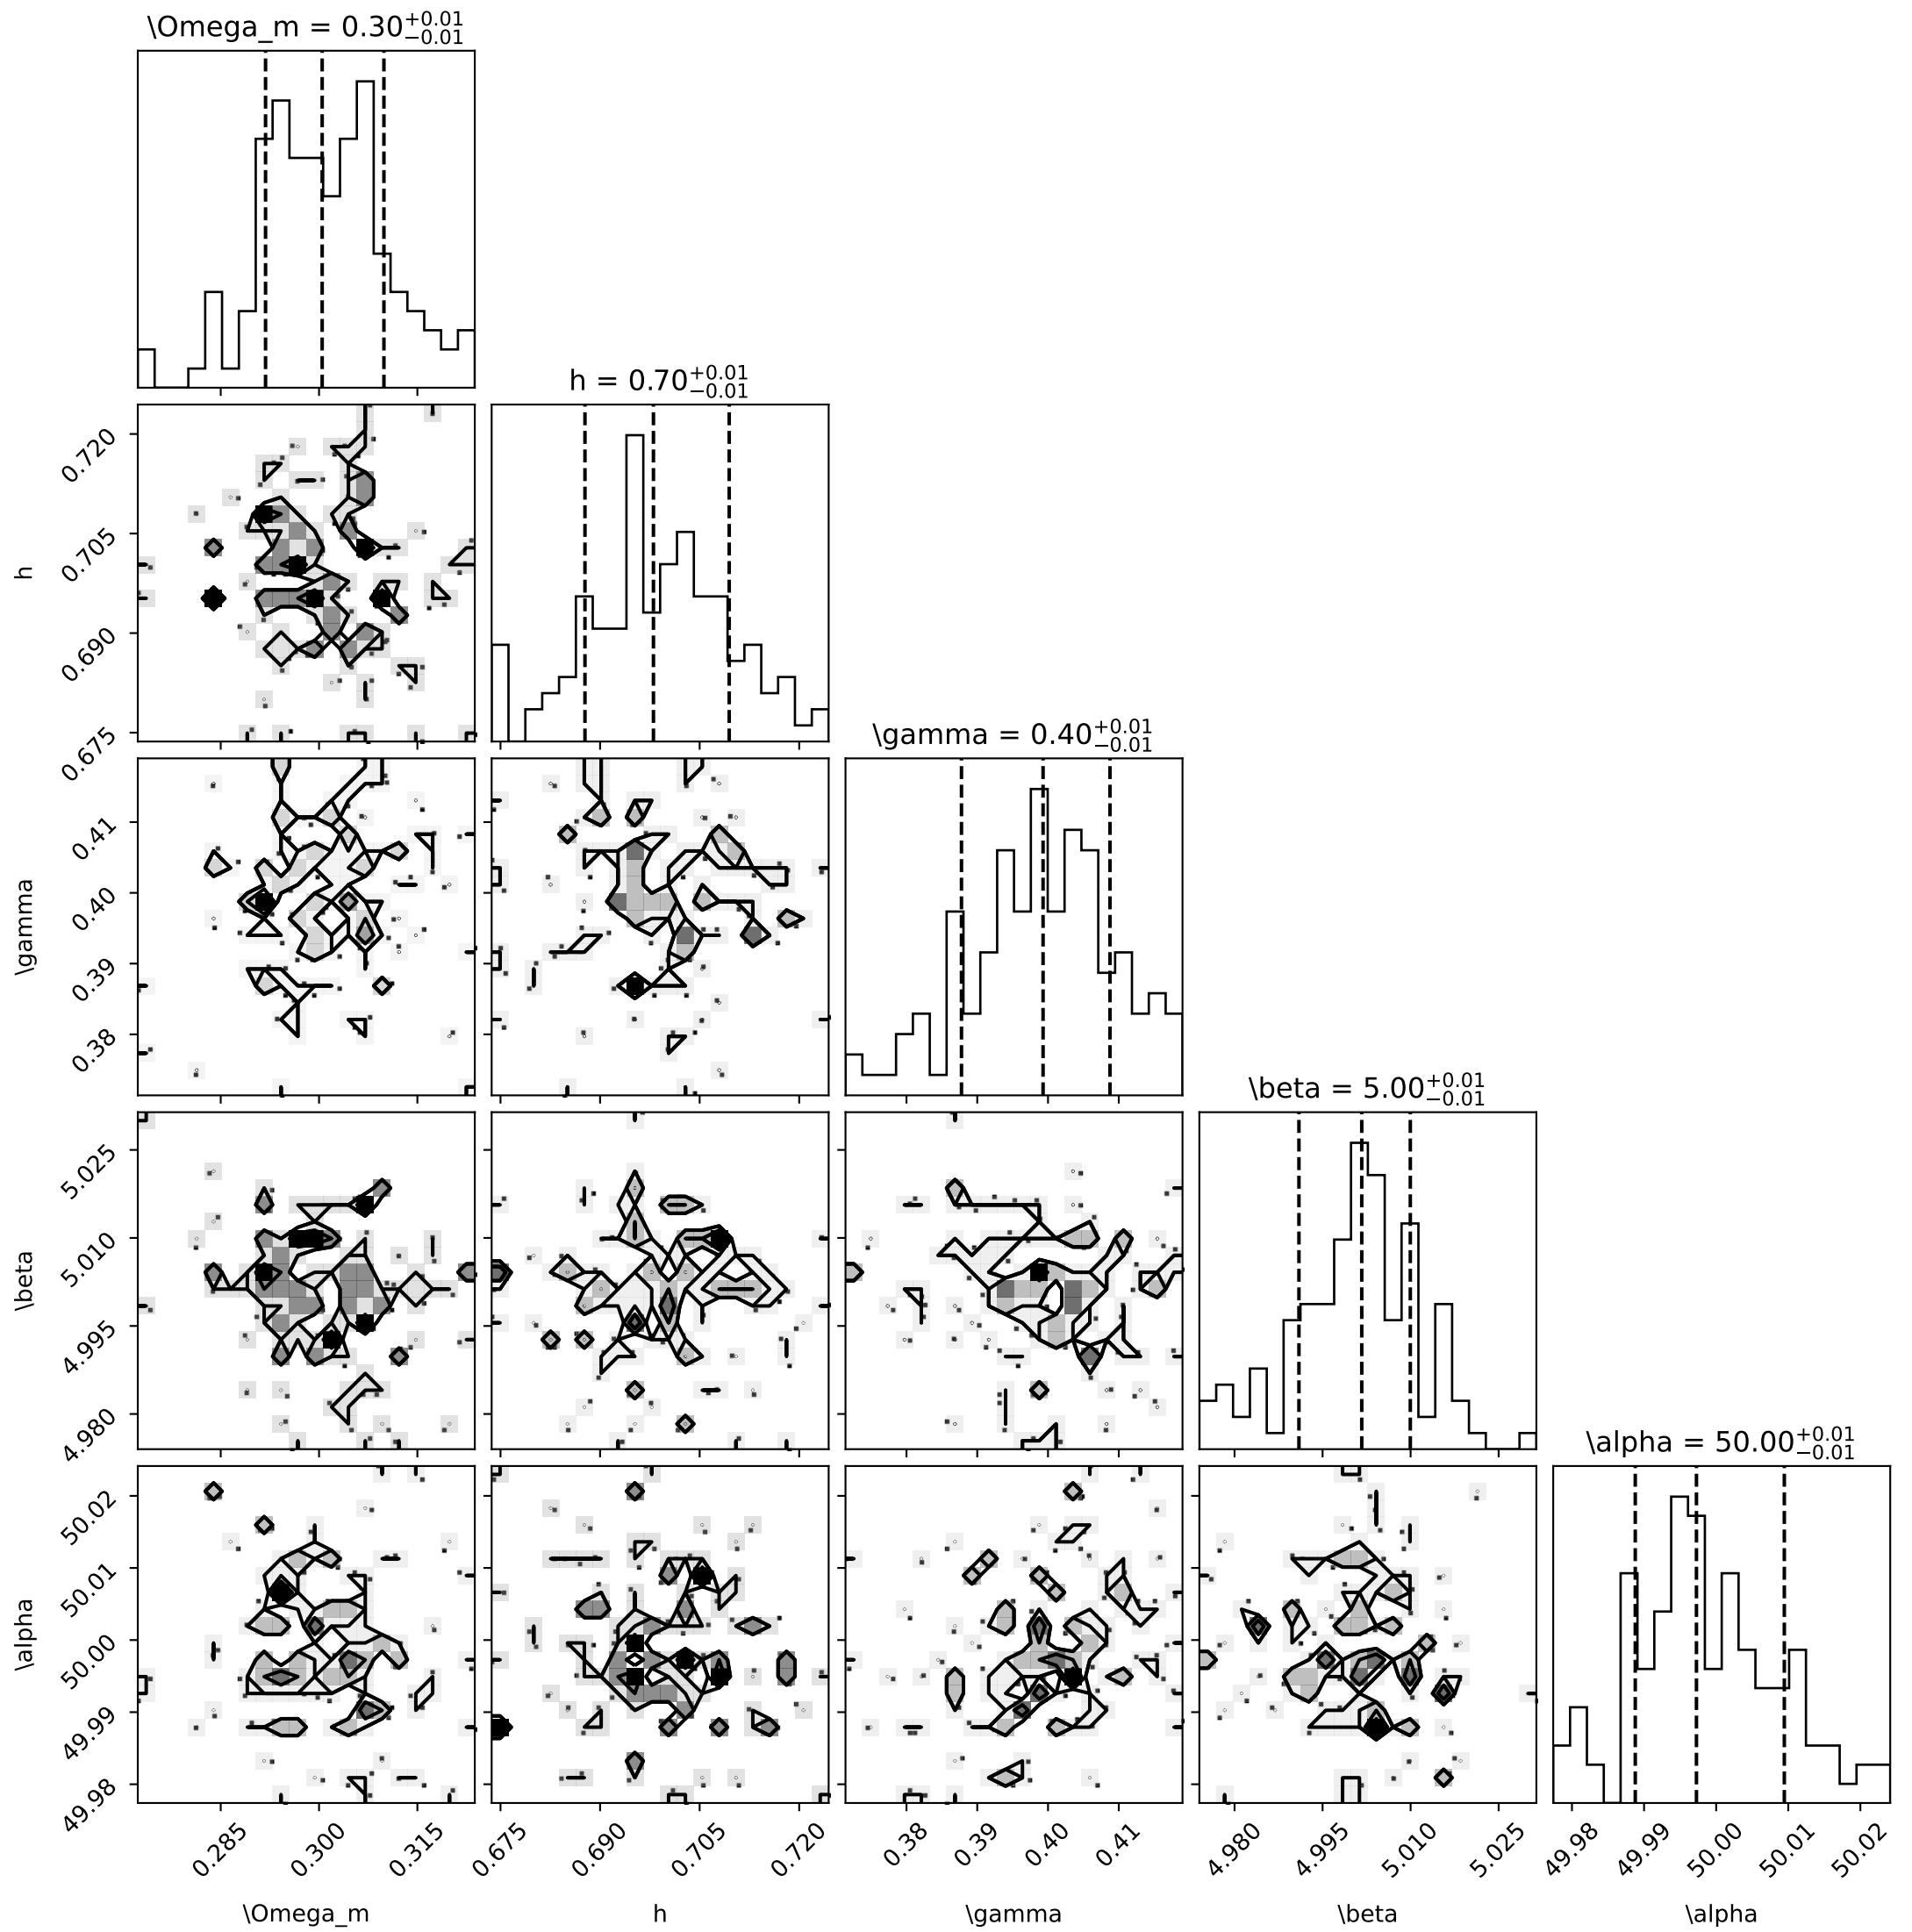 \Omega_m = 0.30+0.01 −0.01
h = 0.70+0.01 −0.01
0.720
0.705
0.690
0.675
h
\gamma = 0.40+0.01 −0.01
0.41
0.40
0.39
0.38
\gamma
\beta = 5.00+0.01 −0.01
5.025
5.010
4.995
4.980
\beta
\alpha = 50.00+0.01 −0.01
50.02
50.01
50.00
49.99
49.98
\alpha
0.285 0.300 0.315 0.675 0.690 0.705 0.720 0.38 0.39 0.40 0.41 4.980 4.995 5.010 5.025 49.98 49.99 50.00 50.01 50.02
\Omega_m h \gamma \beta \alpha